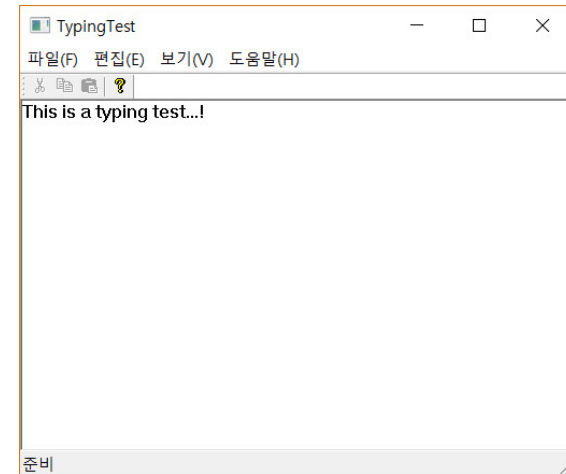 TypingTest
파일(F) 편집(E) 보기(V) 도움말(H)
This is a typing test...!
준비